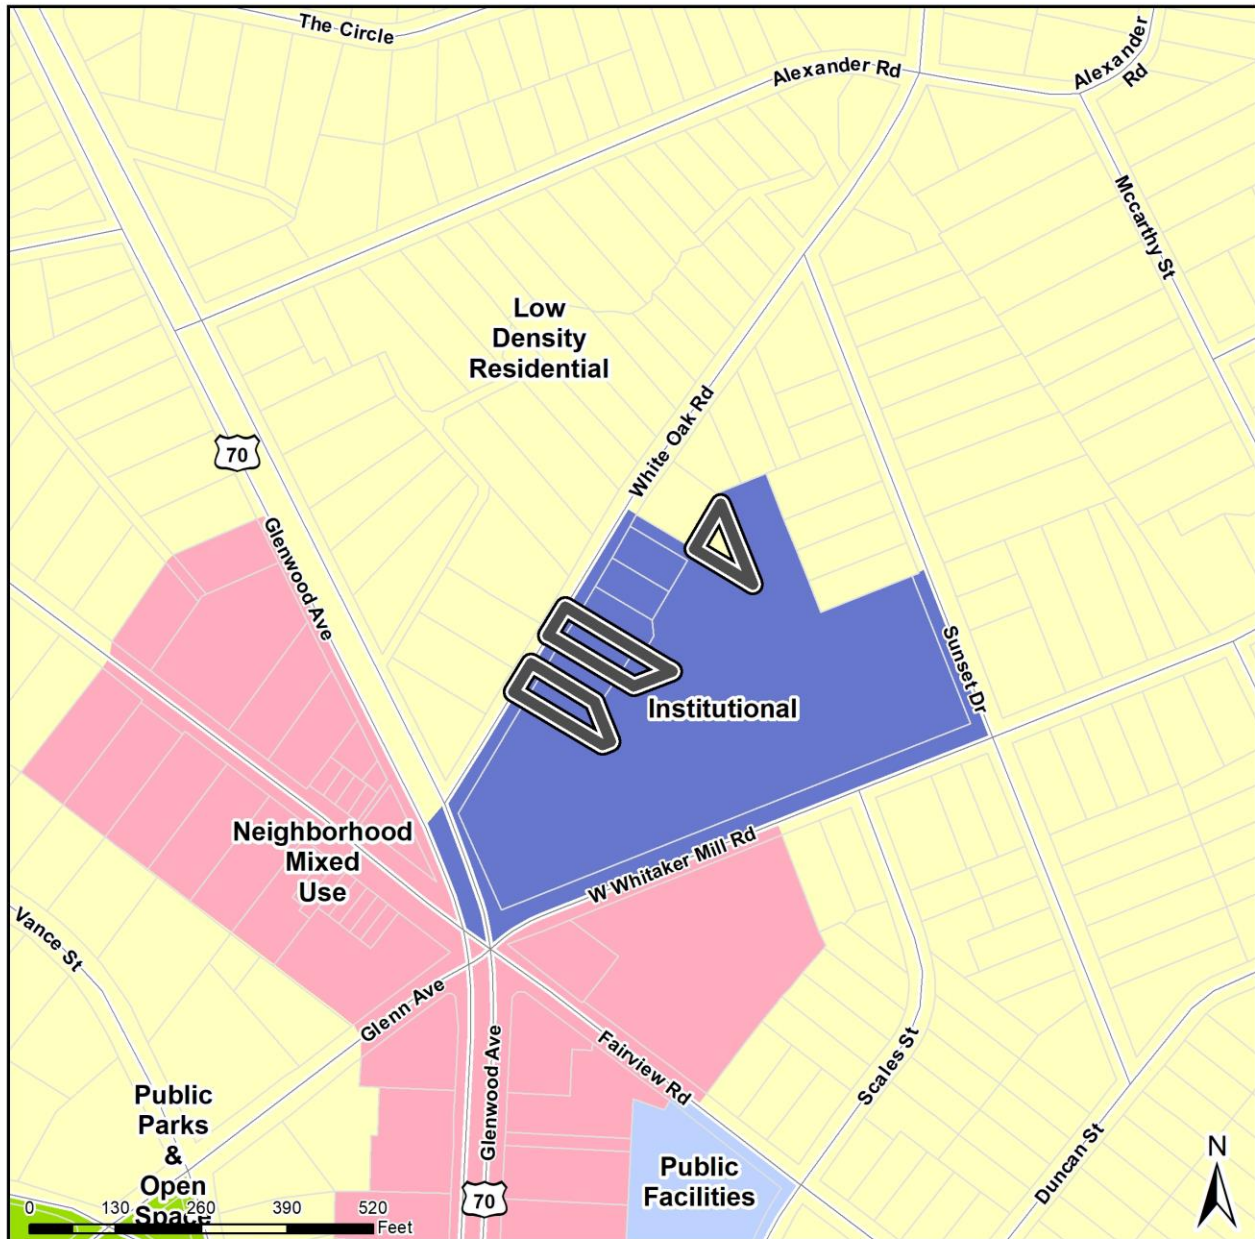 The Circle
Alexander Rd
Alexander
Rd
Mccarthy St
Low
Density
Residential
White Oak Rd
70
Glenwood Ave
Sunset Dr
Institutional
Neighborhood
Mixed
Use
W Whitaker Mill Rd
Vance St
Glenn Ave
Glenwood Ave
Fairview Rd
Scales St
Duncan St
Public
Parks
&
Open
Space
Public
Facilities
70
N
0 130 260 390 520
Feet